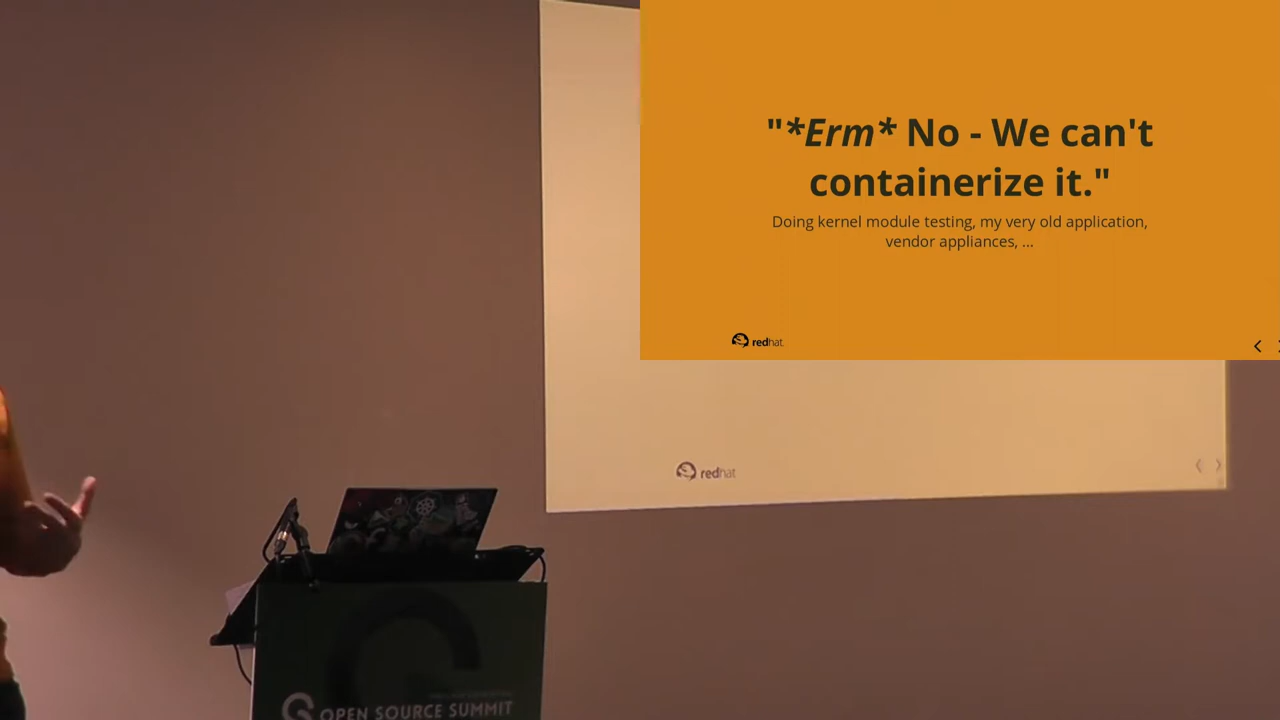 "*Erm* No - We can't
containerize it."
Doing kernel module testing, my very old application,
vendor appliances, ...
redhat.
redhat
OPEN SOURCE SUMMIT